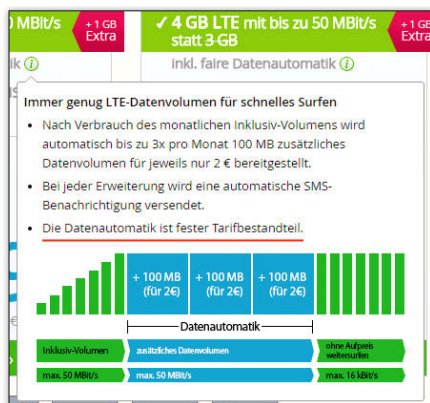 MBit/s
+ 1 GB
Extra
✓ 4 GB LTE mit bis zu 50 MBit/s
statt 3 GB
+ 1 GB
Extra
ik
inkl. faire Datenautomatik
Immer genug LTE-Datenvolumen für schnelles Surfen
• Nach Verbrauch des monatlichen Inklusiv-Volumens wird
automatisch bis zu 3x pro Monat 100 MB zusätzliches
Datenvolumen für jeweils nur 2 € bereitgestellt.
• Bei jeder Erweiterung wird eine automatische SMS-
Benachrichtigung versendet.
• Die Datenautomatik ist fester Tarifbestandteil.
+ 100 MB
(für 2€)
+ 100 MB
(für 2€)
+ 100 MB
(für 2€)
Datenautomatik
Inklusiv-Volumen
zusätzliches Datenvolumen
ohne Aufpreis
weitersurfen
max. 50 MBit/s
max. 50 MBit/s
max. 16 kBit/s